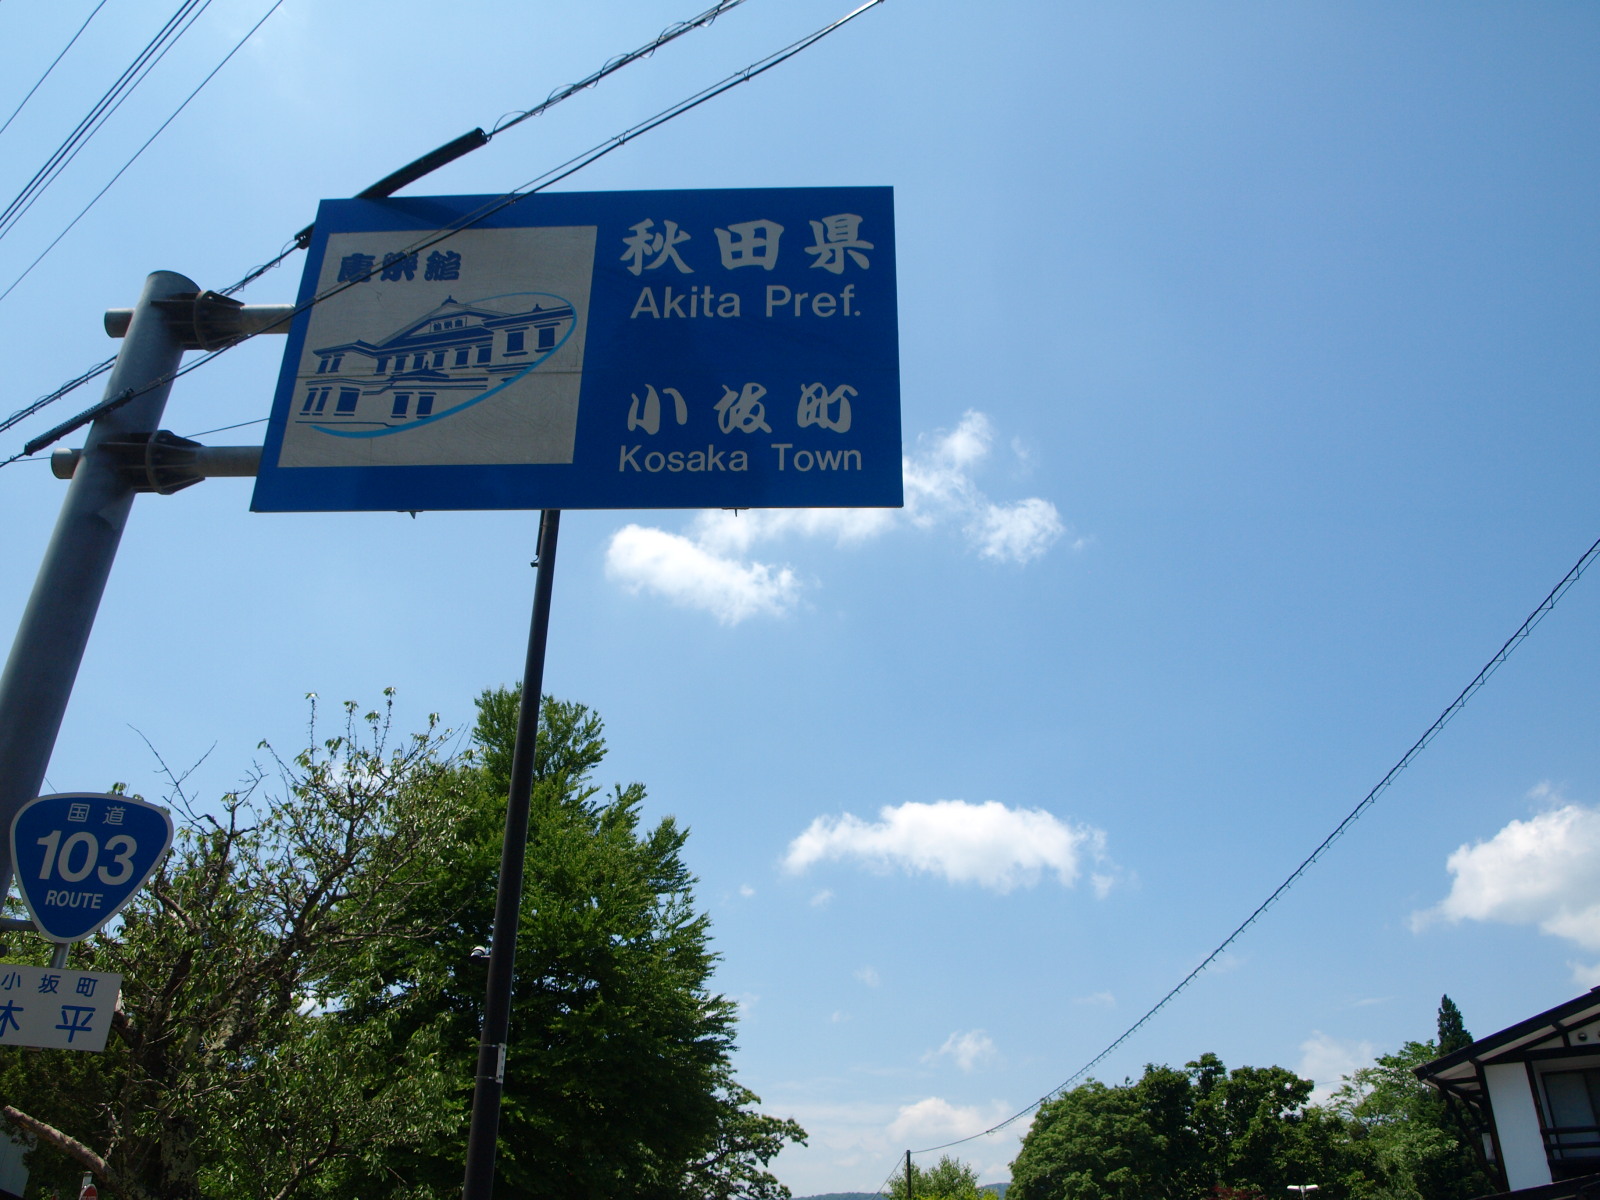 康楽館
秋田県
Akita Pref.
小坂町
Kosaka Town
国道
103
ROUTE
小坂町
休平